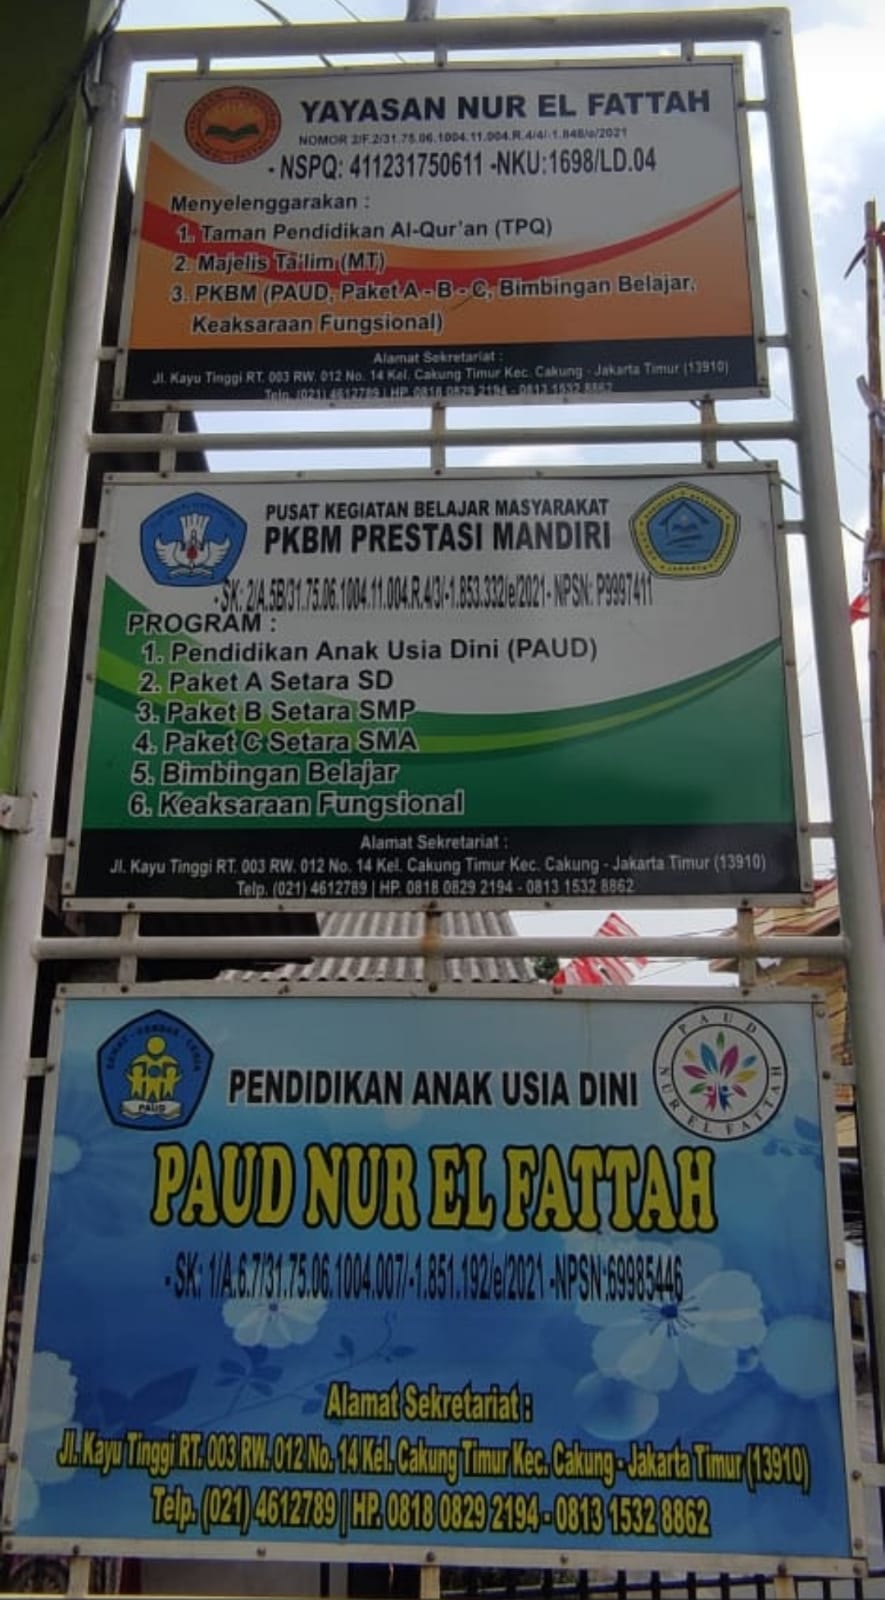 YAYASAN NUR EL FATTAH
NOMOR 2/F.2/31.75.06.1004.11.004.R.4/4/-1.848/e/2021
- NSPQ: 411231750611 -NKU:1698/LD.04
Menyelenggarakan :
1. Taman Pendidikan Al-Qur'an (TPQ)
2. Majelis Ta'lim (MT)
3. PKBM (PAUD, Paket A - B - C, Bimbingan Belajar,
Keaksaraan Fungsional)
Alamat Sekretariat :
Jl. Kayu Tinggi RT. 003 RW. 012 No. 14 Kel. Cakung Timur Kec. Cakung - Jakarta Timur (13910)
Telp. (021) 4612789 | HP. 0818 0829 2194 - 0813 1532 8862
PUSAT KEGIATAN BELAJAR MASYARAKAT
PKBM PRESTASI MANDIRI
- SK: 2/A.5B/31.75.06.1004.11.004.R.4/3/-1.853.332/e/2021- NPSN: P9997411
PROGRAM :
1. Pendidikan Anak Usia Dini (PAUD)
2. Paket A Setara SD
3. Paket B Setara SMP
4. Paket C Setara SMA
5. Bimbingan Belajar
6. Keaksaraan Fungsional
Alamat Sekretariat :
Jl. Kayu Tinggi RT. 003 RW. 012 No. 14 Kel. Cakung Timur Kec. Cakung - Jakarta Timur (13910)
Telp. (021) 4612789 | HP. 0818 0829 2194 - 0813 1532 8862
PAUD
PAUD
NUR EL FATTAH
PENDIDIKAN ANAK USIA DINI
PAUD NUR EL FATTAH
- SK: 1/A.6.7/31.75.06.1004.007/-1.851.192/e/2021 -NPSN:69985446
Alamat Sekretariat :
Jl. Kayu Tinggi RT. 003 RW. 012 No. 14 Kel. Cakung Timur Kec. Cakung - Jakarta Timur (13910)
Telp. (021) 4612789 | HP. 0818 0829 2194 - 0813 1532 8862